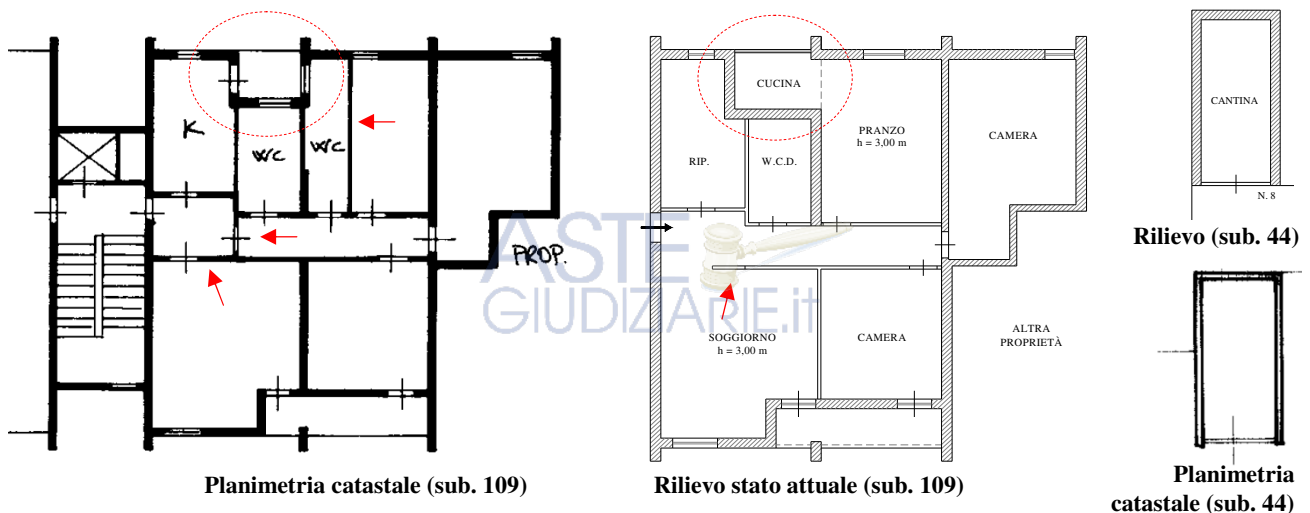 K
WC
WC
PROP.
Planimetria catastale (sub. 109)
CUCINA
PRANZO
h = 3,00 m
CAMERA
RIP.
W.C.D.
SOGGIORNO
h = 3,00 m
CAMERA
ALTRA
PROPRIETÀ
Rilievo stato attuale (sub. 109)
CANTINA
N. 8
Rilievo (sub. 44)
Planimetria
catastale (sub. 44)
ASTE
GIUDIZIARIE.it